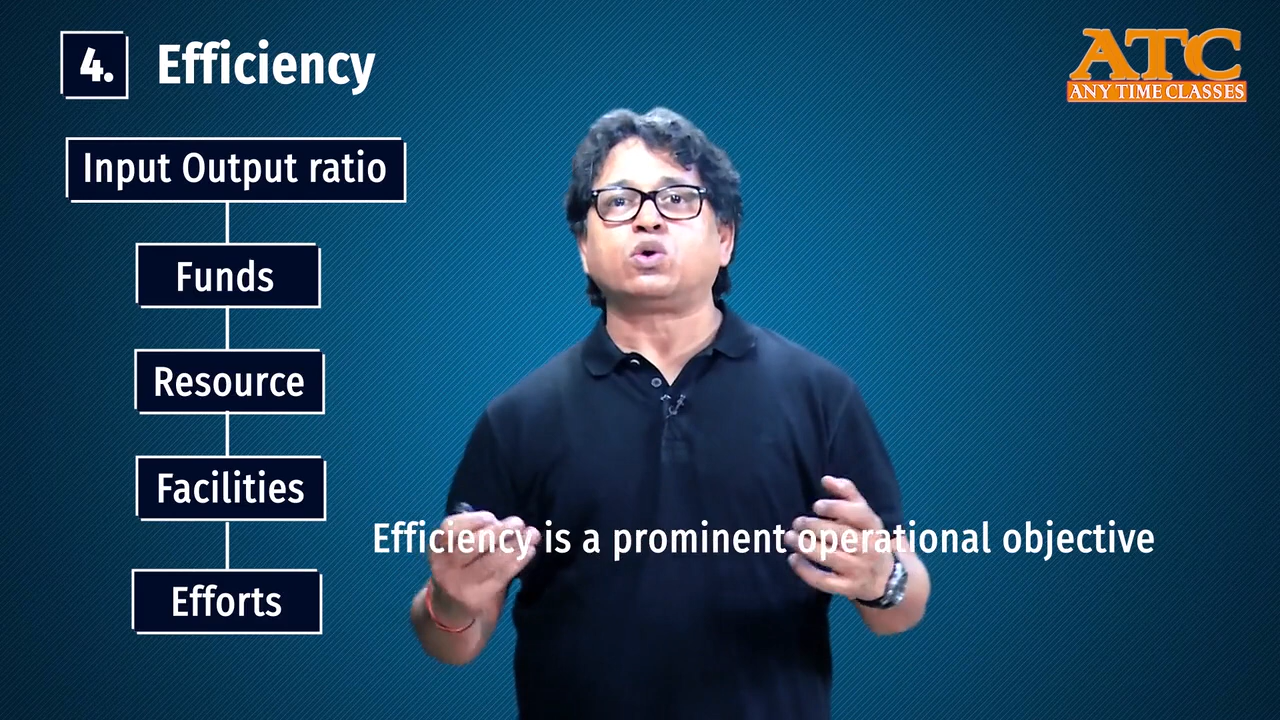 4. Efficiency
ATC
ANY TIME CLASSES
Input Output ratio
Funds
Resource
Facilities
Efforts
Efficiency is a prominent operational objective